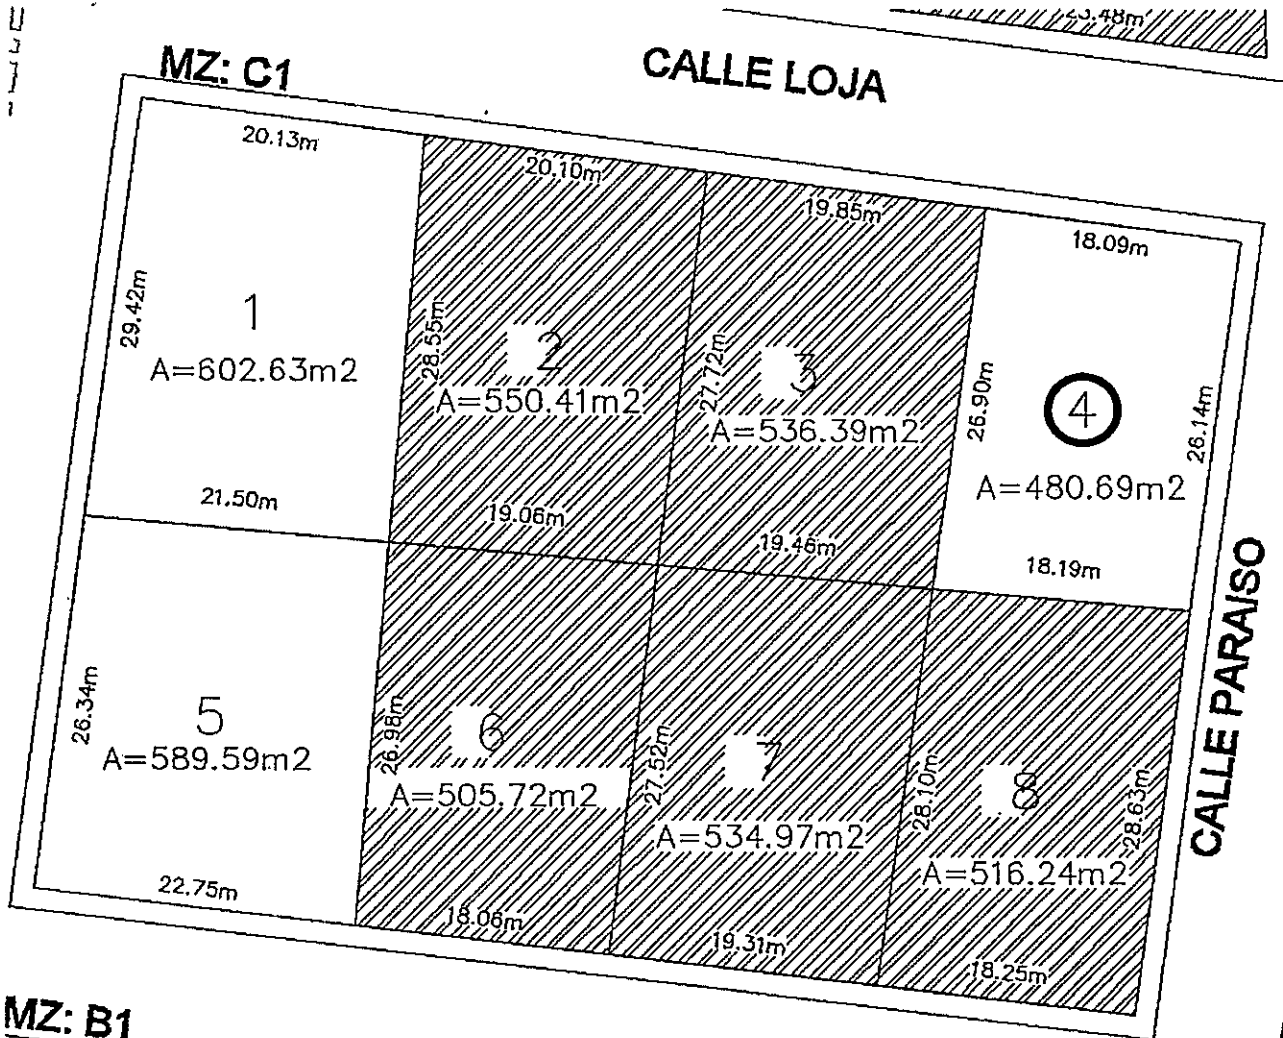 23.48m
MZ: C1
CALLE LOJA
20.13m
20.10m
19.85m
18.09m
29.42m
1
A=602.63m2
28.55m
2
A=550.41m2
27.72m
3
A=536.39m2
26.90m
4
26.14m
A=480.69m2
21.50m
19.06m
19.46m
18.19m
CALLE PARAISO
26.34m
5
A=589.59m2
26.98m
6
A=505.72m2
27.52m
7
A=534.97m2
28.10m
8
28.63m
A=516.24m2
22.75m
18.06m
19.31m
18.25m
MZ: B1